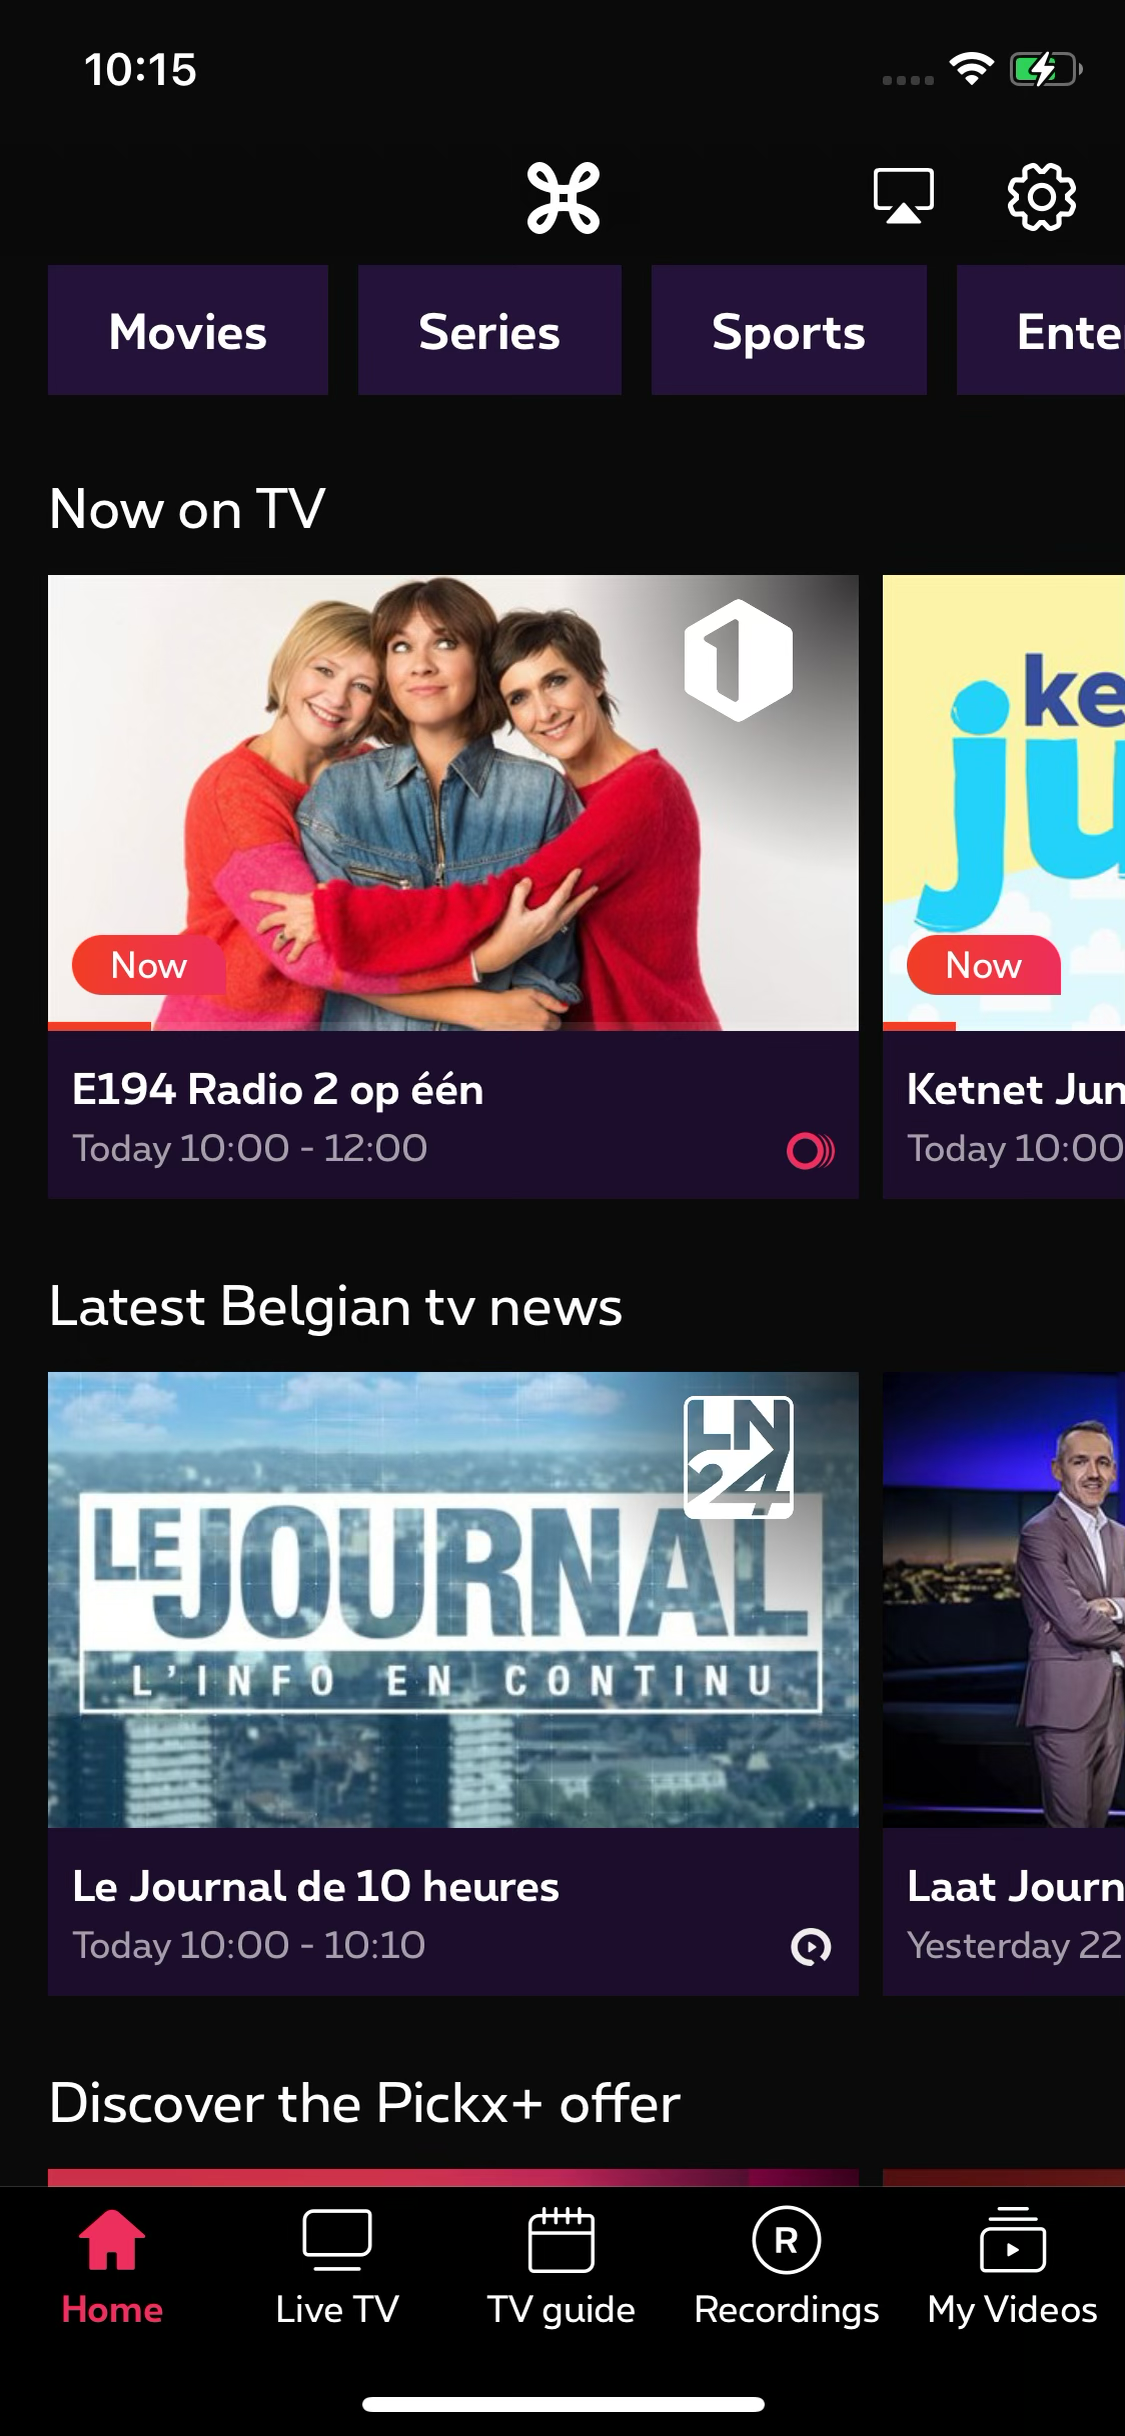 10:15
Movies
Series
Sports
Ente
Now on TV
1
ke
ju
Now
Now
E194 Radio 2 op één
Today 10:00 - 12:00
Ketnet Jun
Today 10:00
Latest Belgian tv news
LN
24
LE JOURNAL
L'INFO EN CONTINU
Le Journal de 10 heures
Today 10:00 - 10:10
Laat Journ
Yesterday 22
Discover the Pickx+ offer
R
Home
Live TV
TV guide
Recordings
My Videos